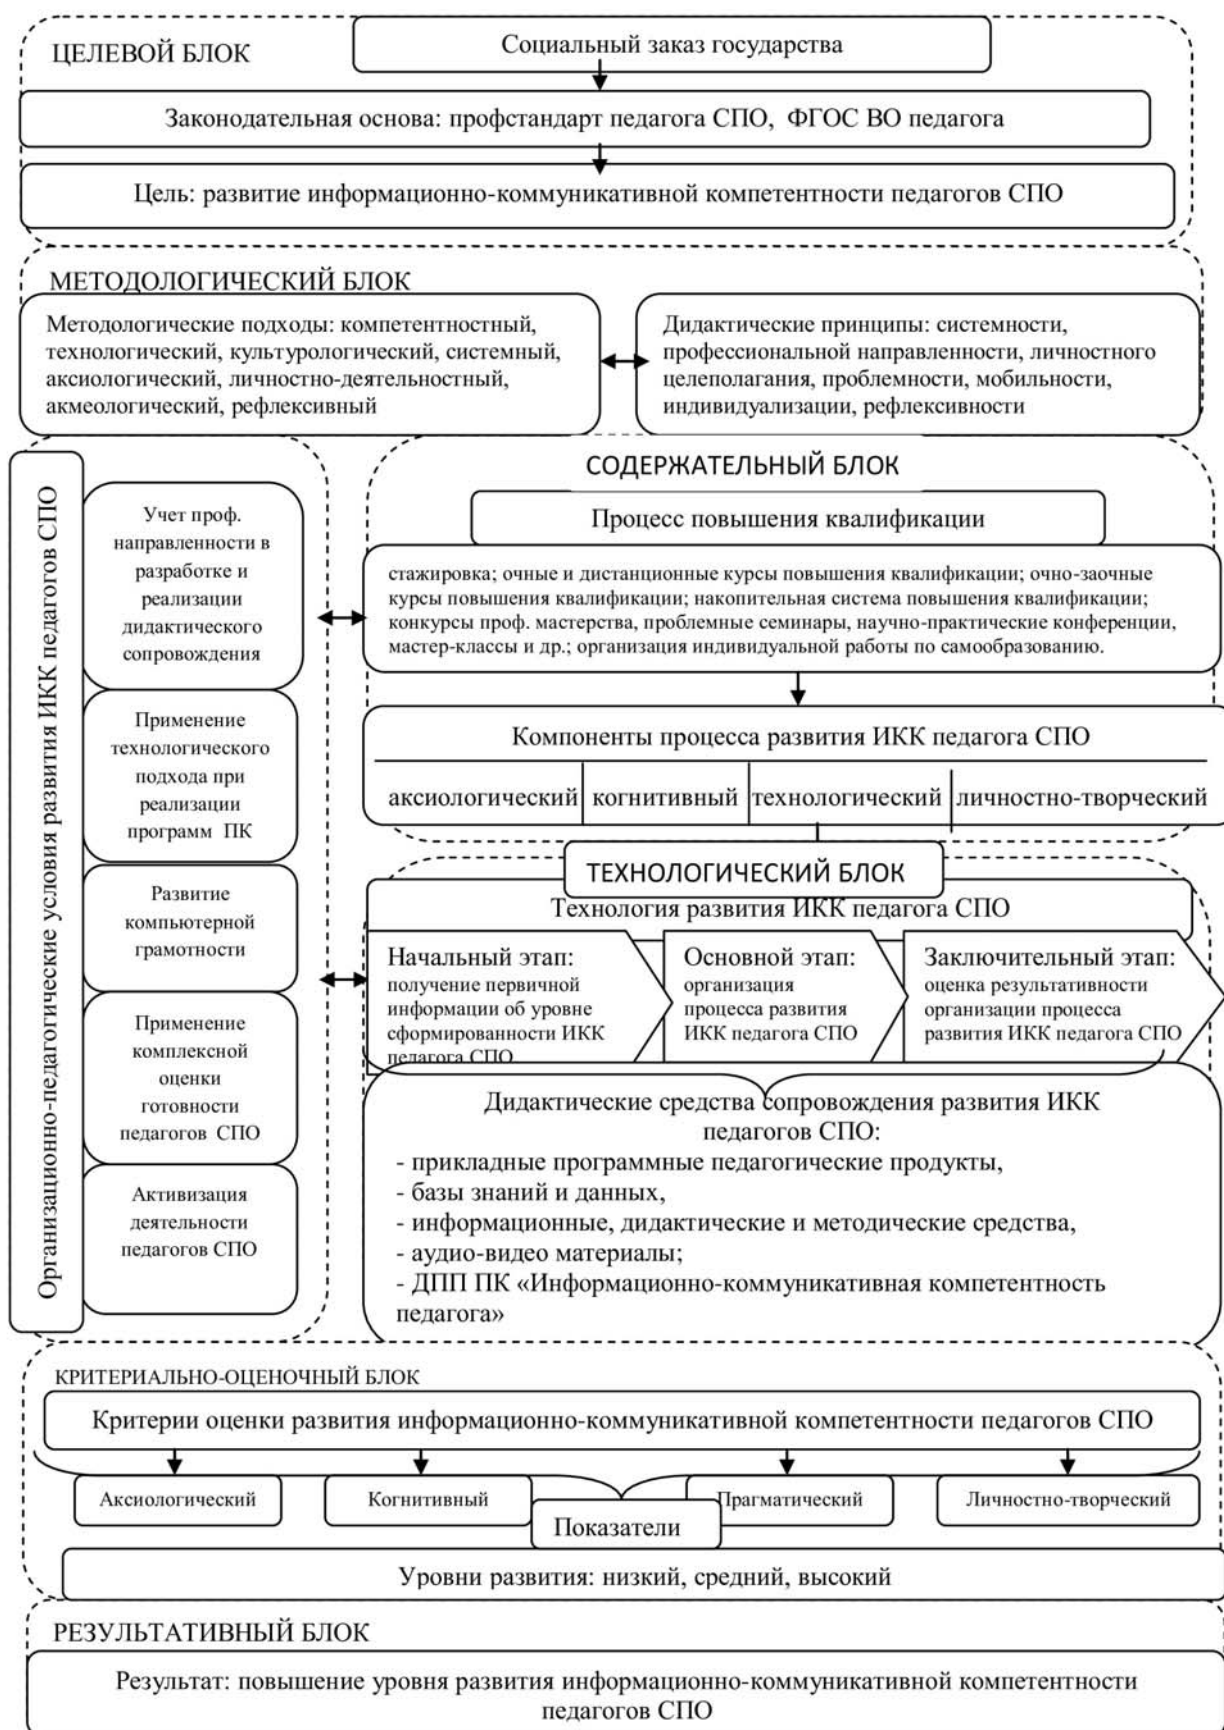 ЦЕЛЕВОЙ БЛОК
Социальный заказ государства
Законодательная основа: профстандарт педагога СПО, ФГОС ВО педагога
Цель: развитие информационно-коммуникативной компетентности педагогов СПО
МЕТОДОЛОГИЧЕСКИЙ БЛОК
Методологические подходы: компетентностный,
технологический, культурологический, системный,
аксиологический, личностно-деятельностный,
акмеологический, рефлексивный
Дидактические принципы: системности,
профессиональной направленности, личностного
целеполагания, проблемности, мобильности,
индивидуализации, рефлексивности
Организационно-педагогические условия развития ИКК педагогов СПО
Учет проф.
направленности в
разработке и
реализации
дидактического
сопровождения
Применение
технологического
подхода при
реализации
программ ПК
Развитие
компьютерной
грамотности
Применение
комплексной
оценки
готовности
педагогов СПО
Активизация
деятельности
педагогов СПО
СОДЕРЖАТЕЛЬНЫЙ БЛОК
Процесс повышения квалификации
стажировка; очные и дистанционные курсы повышения квалификации; очно-заочные
курсы повышения квалификации; накопительная система повышения квалификации;
конкурсы проф. мастерства, проблемные семинары, научно-практические конференции,
мастер-классы и др.; организация индивидуальной работы по самообразованию.
Компоненты процесса развития ИКК педагога СПО
аксиологический
когнитивный
технологический
личностно-творческий
ТЕХНОЛОГИЧЕСКИЙ БЛОК
Технология развития ИКК педагога СПО
Начальный этап:
получение первичной
информации об уровне
сформированности ИКК
педагога СПО
Основной этап:
организация
процесса развития
ИКК педагога СПО
Заключительный этап:
оценка результативности
организации процесса
развития ИКК педагога СПО
Дидактические средства сопровождения развития ИКК
педагогов СПО:
- прикладные программные педагогические продукты,
- базы знаний и данных,
- информационные, дидактические и методические средства,
- аудио-видео материалы;
- ДПП ПК «Информационно-коммуникативная компетентность
педагога»
КРИТЕРИАЛЬНО-ОЦЕНОЧНЫЙ БЛОК
Критерии оценки развития информационно-коммуникативной компетентности педагогов СПО
Аксиологический
Когнитивный
Прагматический
Личностно-творческий
Показатели
Уровни развития: низкий, средний, высокий
РЕЗУЛЬТАТИВНЫЙ БЛОК
Результат: повышение уровня развития информационно-коммуникативной компетентности
педагогов СПО